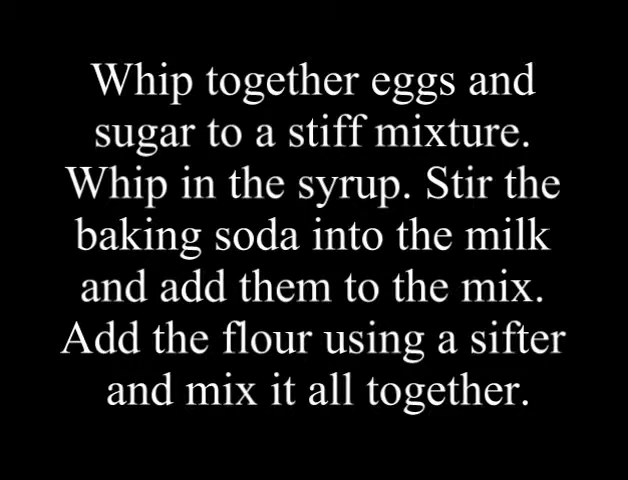 Whip together eggs and
sugar to a stiff mixture.
Whip in the syrup. Stir the
baking soda into the milk
and add them to the mix.
Add the flour using a sifter
and mix it all together.